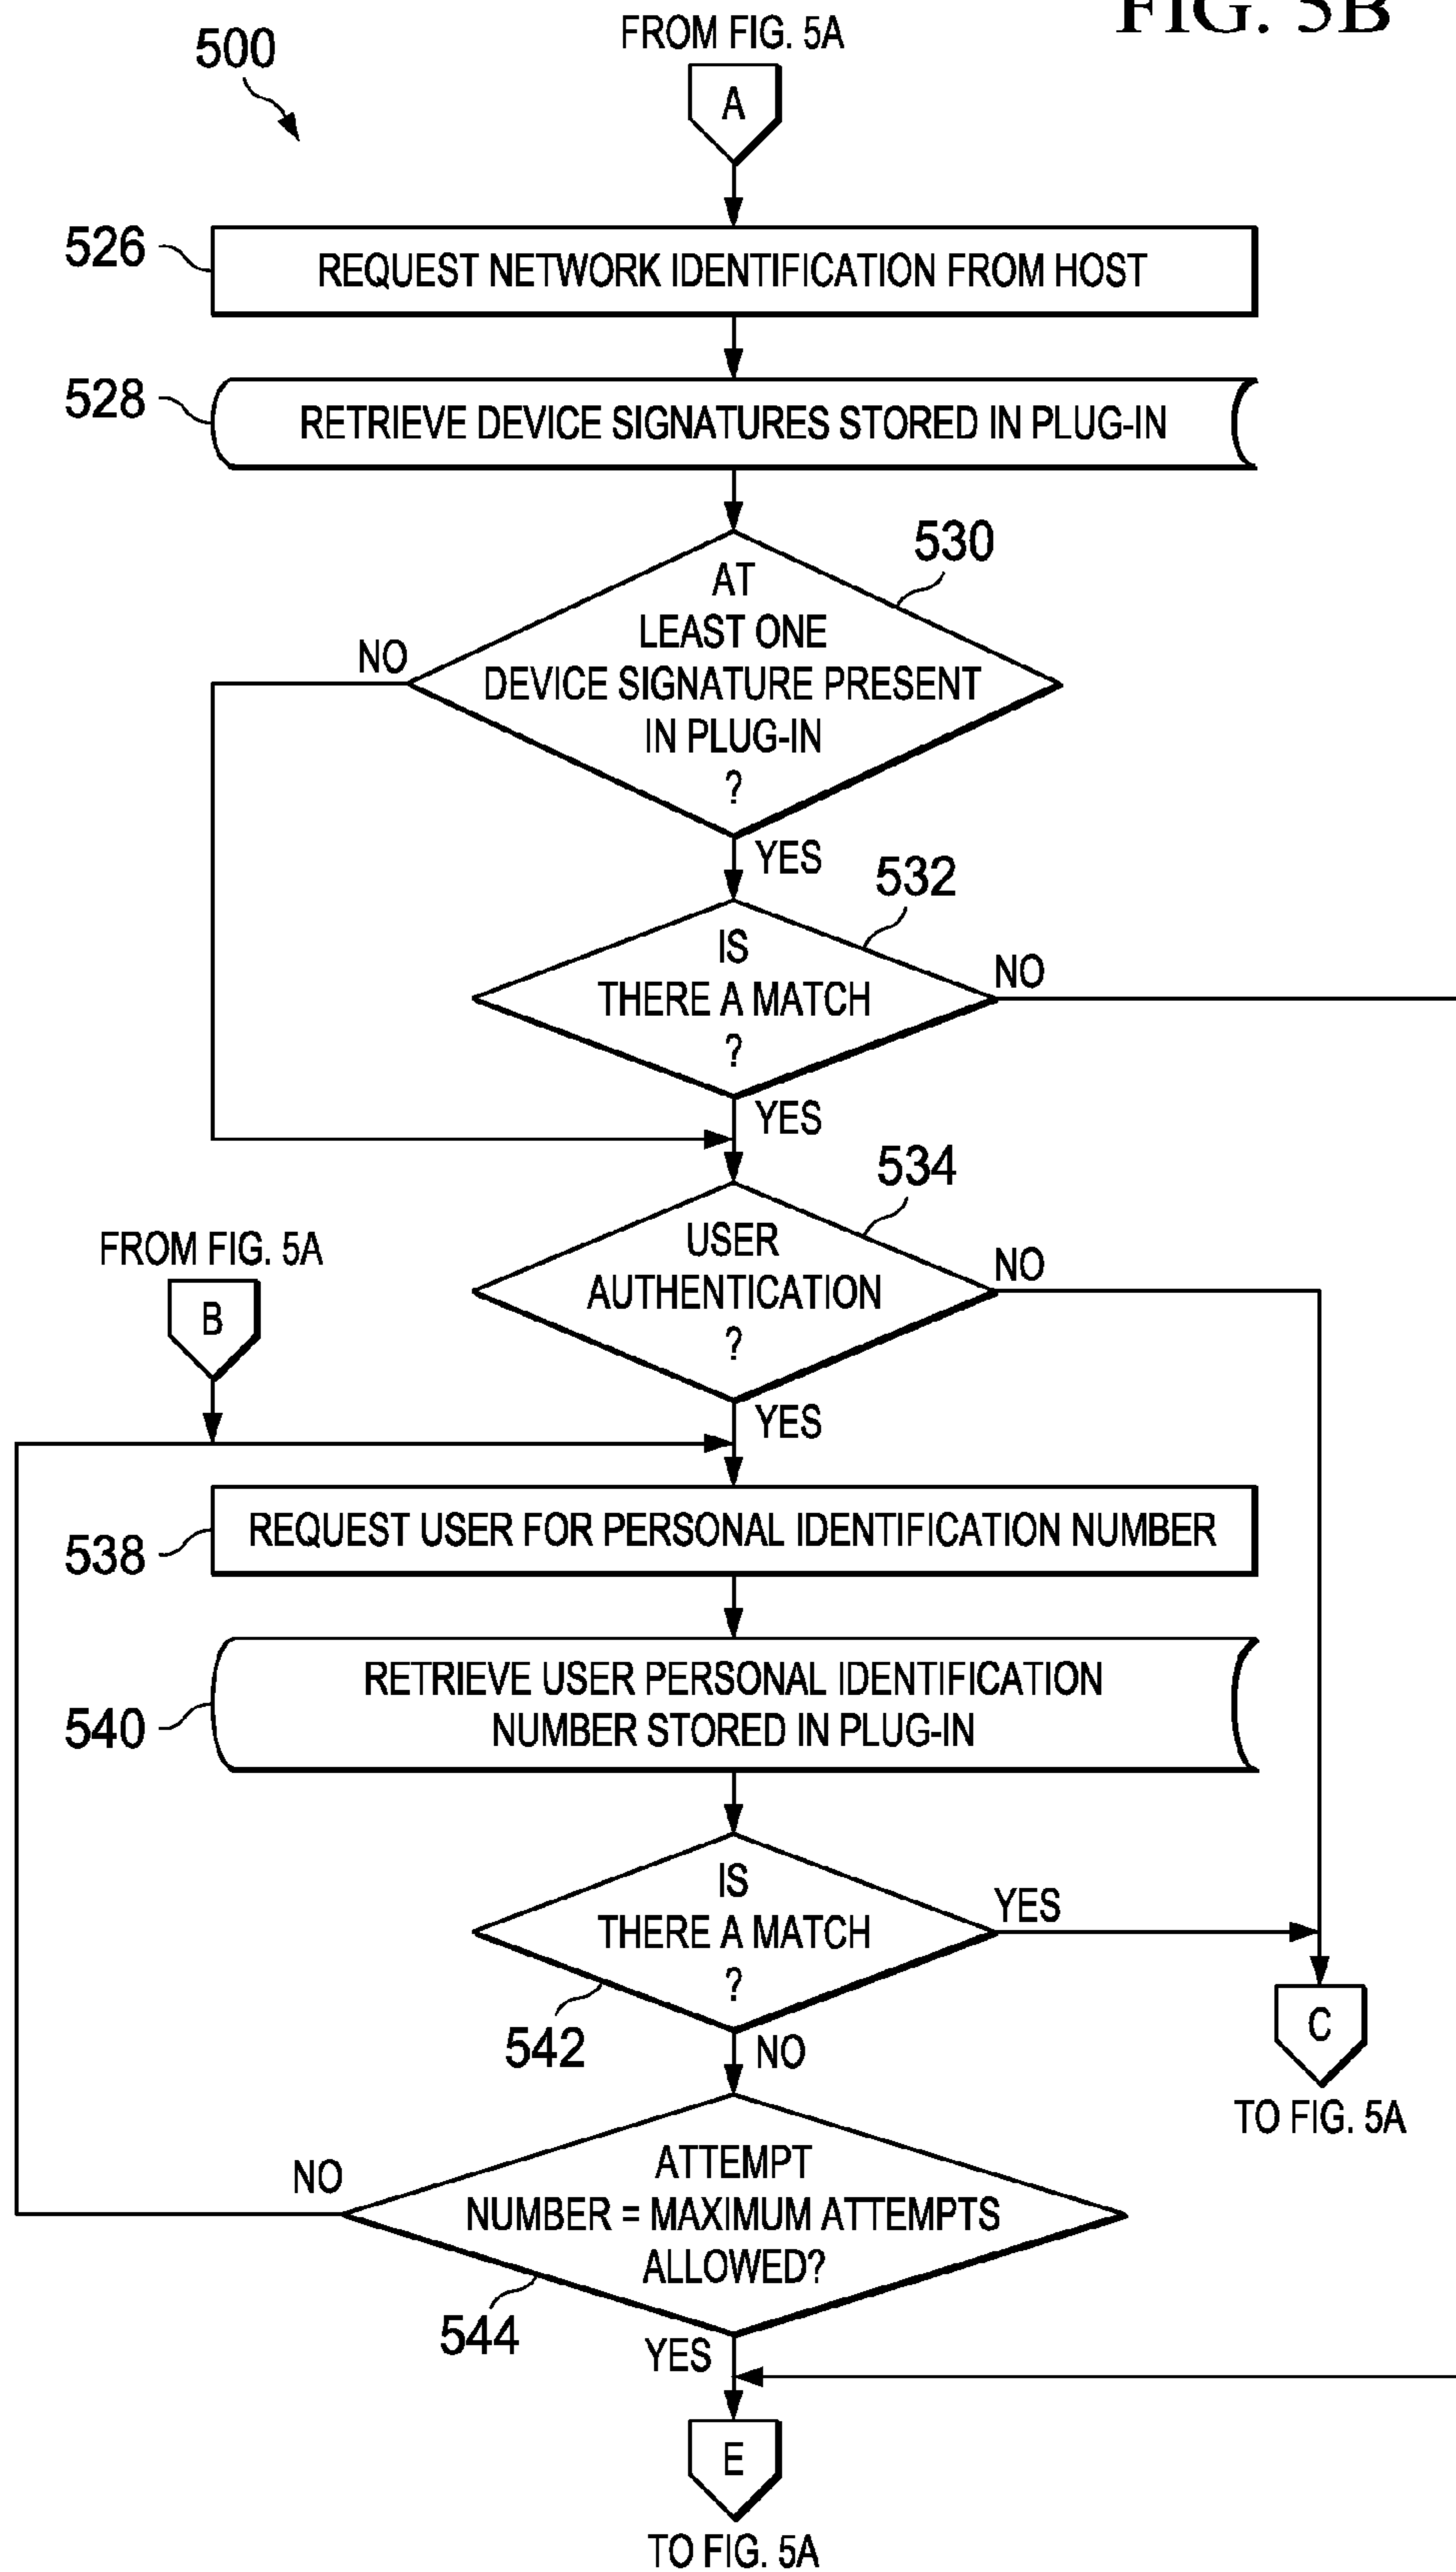 FIG. 5B
500
FROM FIG. 5A
A
526
REQUEST NETWORK IDENTIFICATION FROM HOST
528
RETRIEVE DEVICE SIGNATURES STORED IN PLUG-IN
530
AT
LEAST ONE
DEVICE SIGNATURE PRESENT
IN PLUG-IN
?
NO
YES
532
IS
THERE A MATCH
?
NO
YES
534
USER
AUTHENTICATION
?
NO
YES
FROM FIG. 5A
B
538
REQUEST USER FOR PERSONAL IDENTIFICATION NUMBER
540
RETRIEVE USER PERSONAL IDENTIFICATION
NUMBER STORED IN PLUG-IN
IS
THERE A MATCH
?
YES
542
NO
C
TO FIG. 5A
ATTEMPT
NUMBER = MAXIMUM ATTEMPTS
ALLOWED?
NO
544
YES
E
TO FIG. 5A